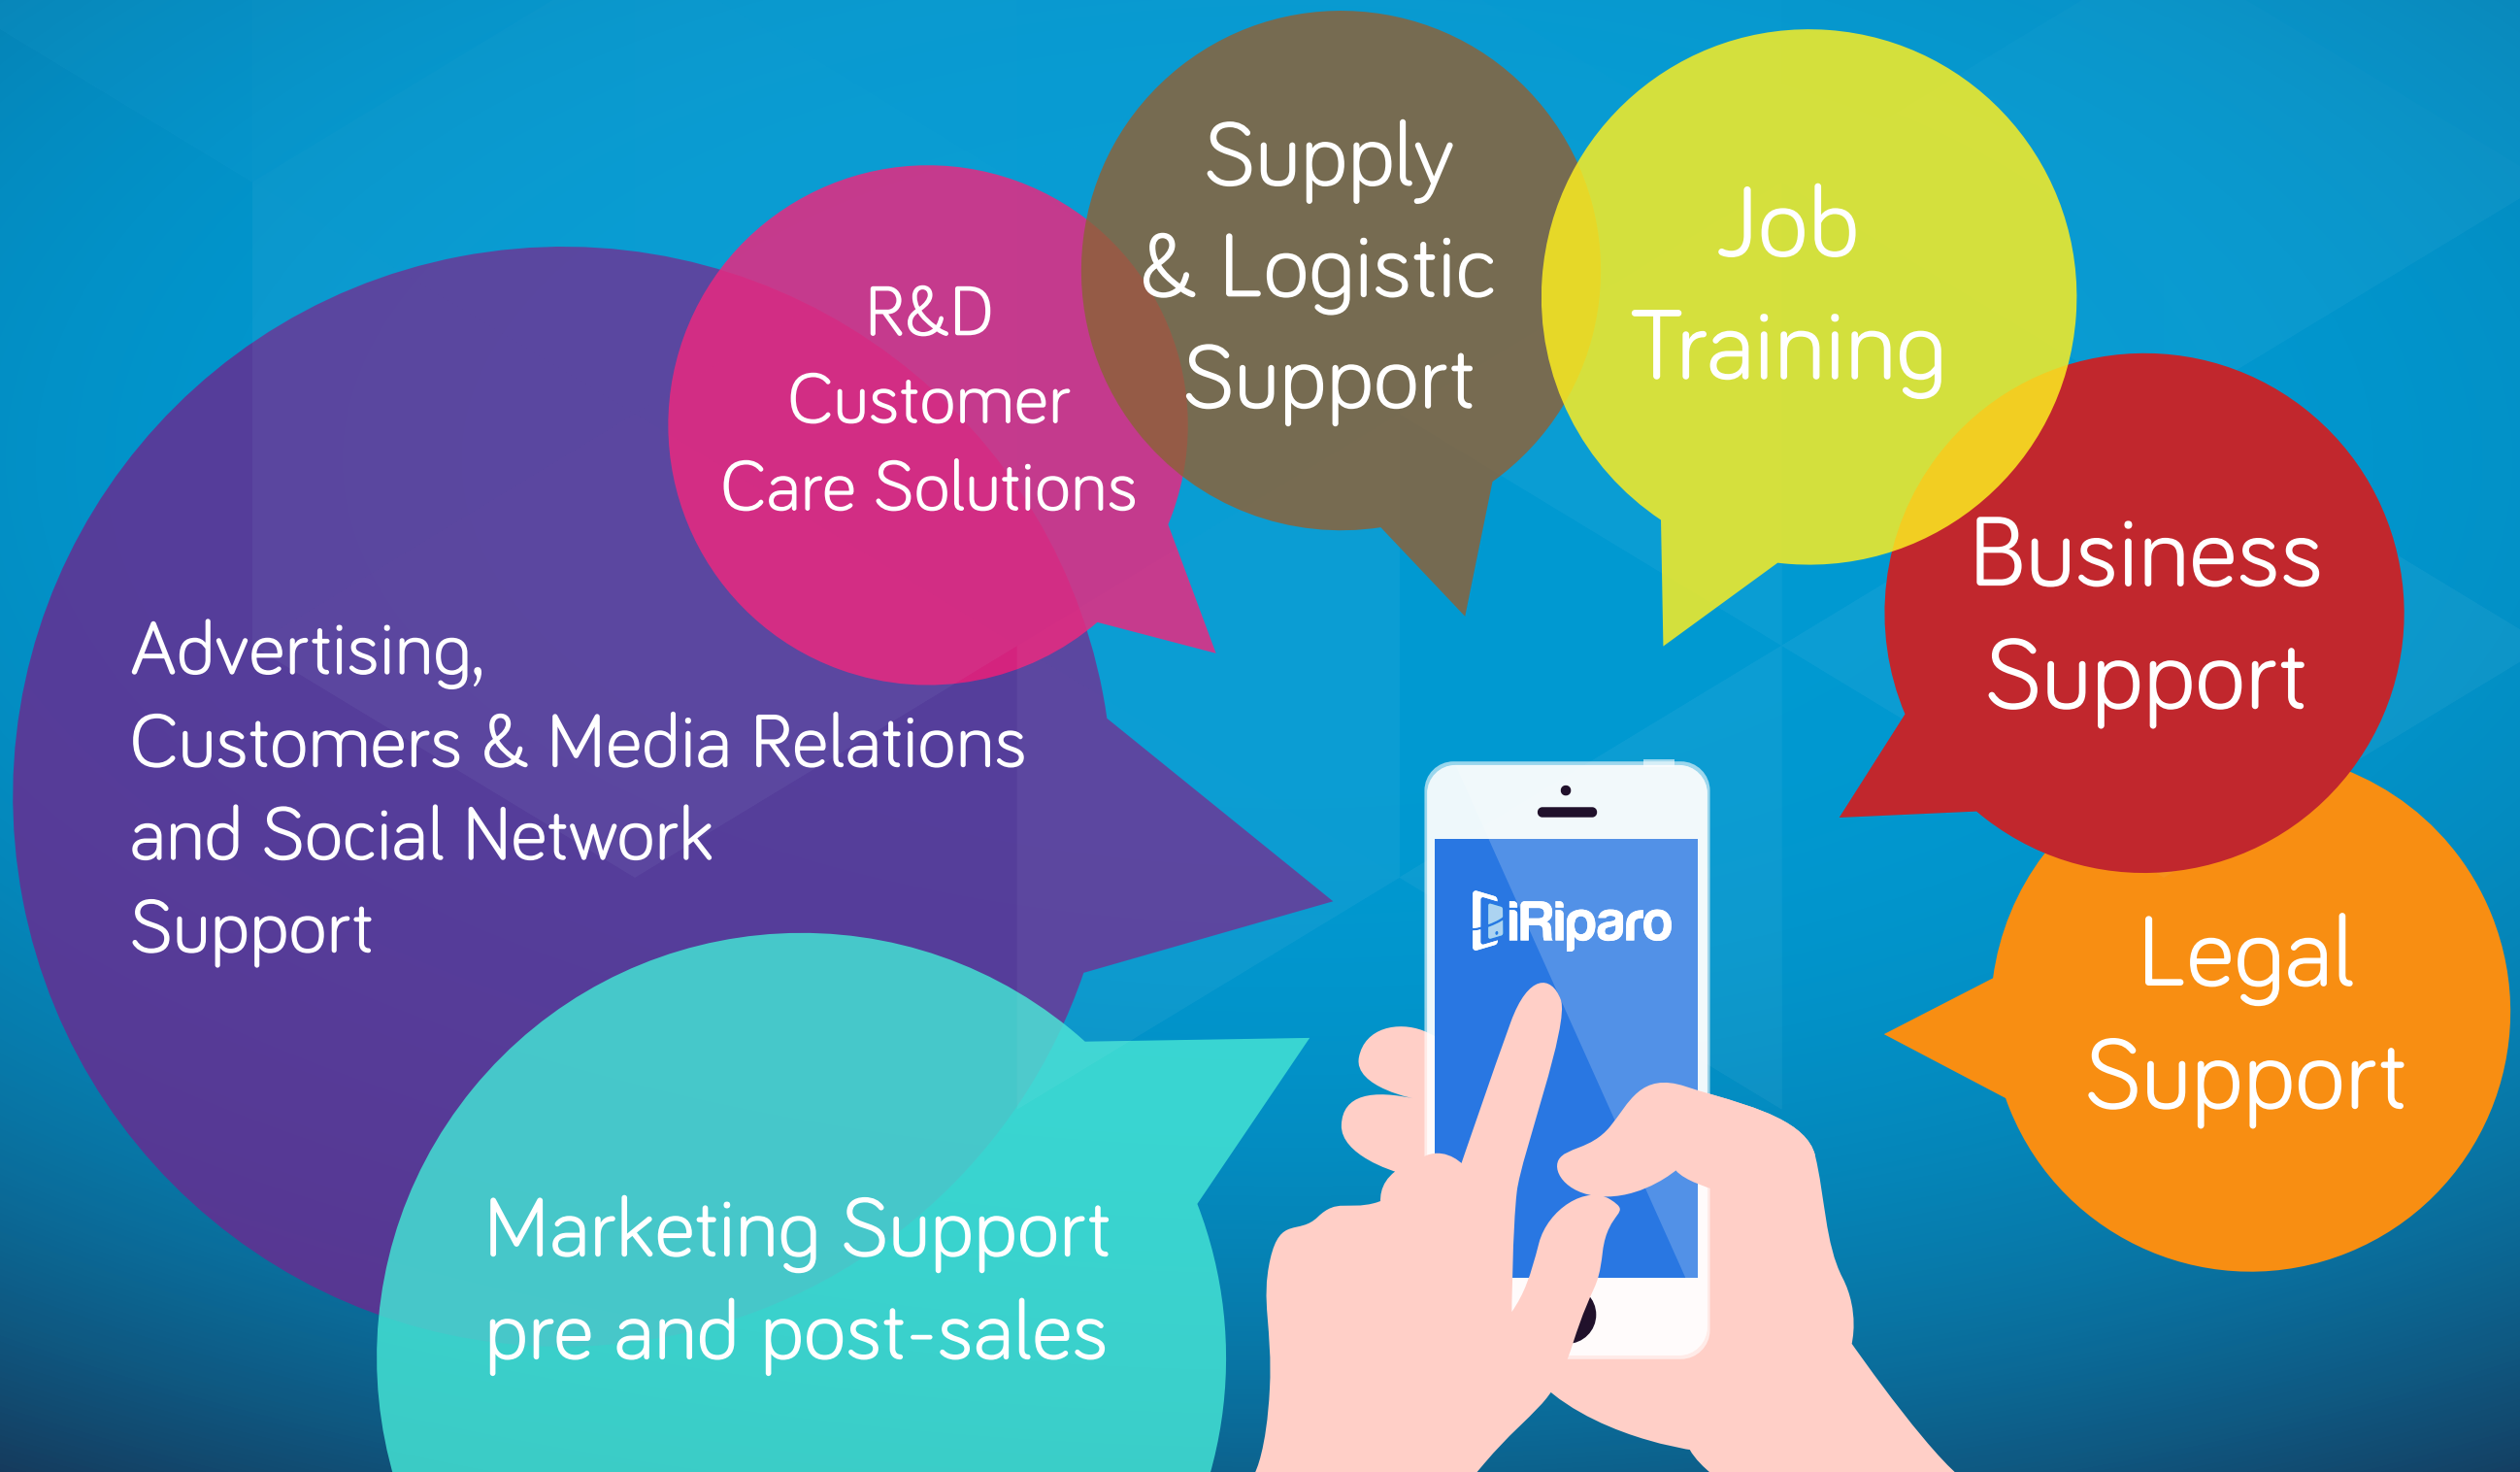 Supply
& Logistic
Support
Job
Training
R&D
Customer
Care Solutions
Business
Support
Advertising,
Customers & Media Relations
and Social Network
Support
iRiparo
Legal
Support
Marketing Support
pre and post-sales